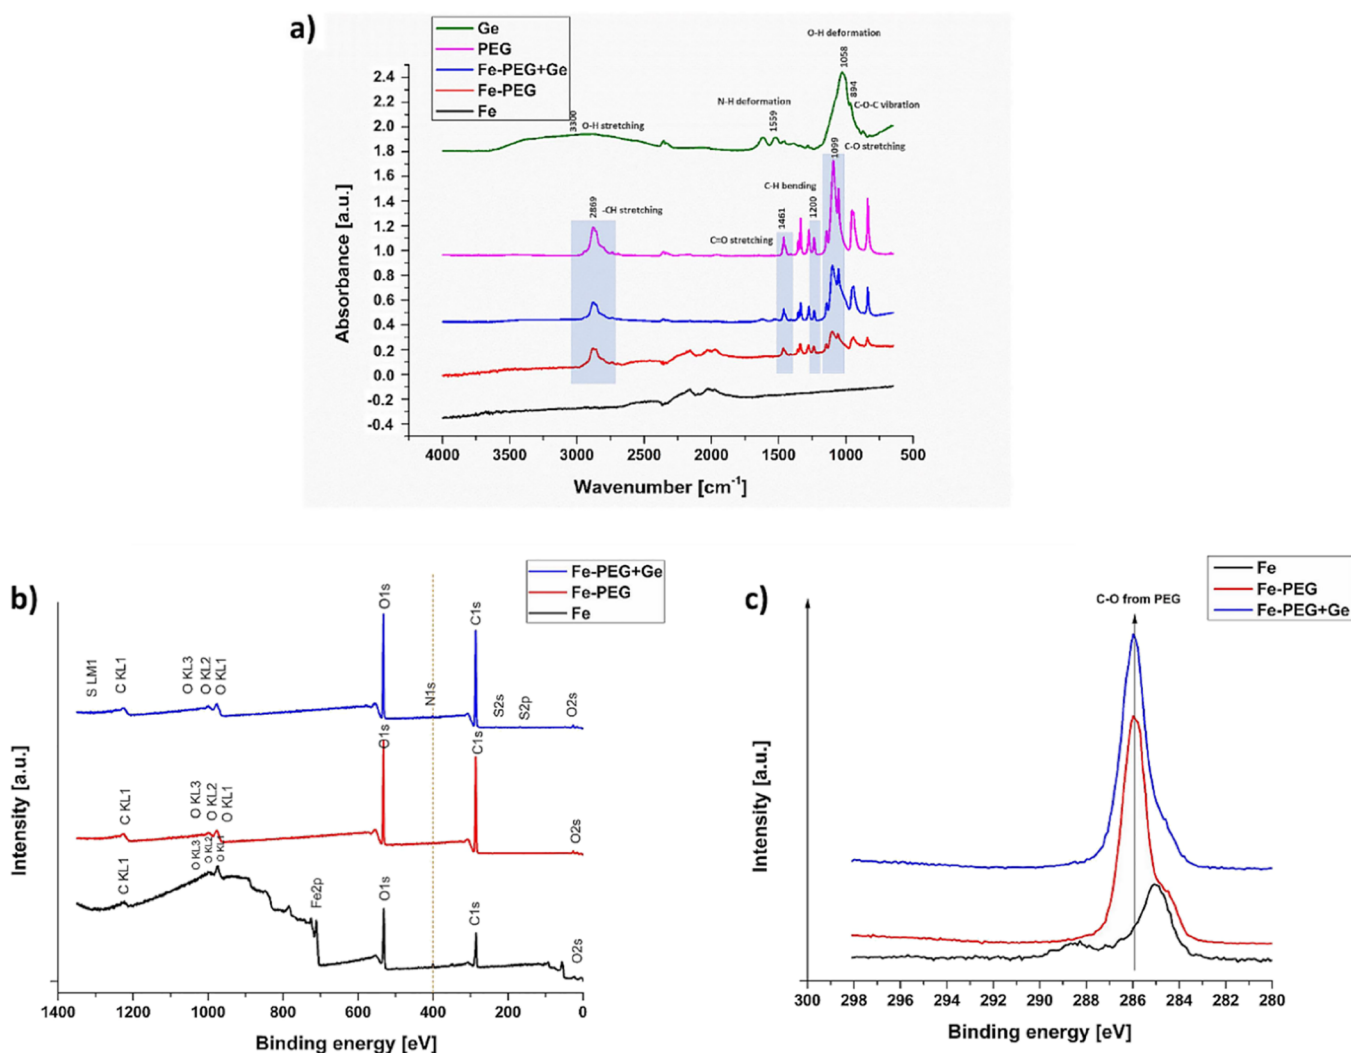 a)
Ge
PEG
Fe-PEG+Ge
Fe-PEG
Fe
O-H deformation
1058
894
C-O-C vibration
N-H deformation
1559
3300
O-H stretching
C-O stretching
1099
C-H bending
1200
1461
2869
-CH stretching
C=O stretching
2.4
2.2
2.0
1.8
1.6
1.4
1.2
1.0
0.8
0.6
0.4
0.2
0.0
-0.2
-0.4
Absorbance [a.u.]
4000 3500 3000 2500 2000 1500 1000 500
Wavenumber [cm-1]
b)
Fe-PEG+Ge
Fe-PEG
Fe
S LM1
C KL1
O KL3
O KL2
O KL1
O1s
N1s
C1s
S2s
S2p
O2s
C KL1
O KL3
O KL2
O KL1
O1s
C1s
O2s
C KL1
O KL3
O KL2
O KL1
Fe2p
O1s
C1s
O2s
Intensity [a.u.]
1400 1200 1000 800 600 400 200 0
Binding energy [eV]
c)
Fe
Fe-PEG
Fe-PEG+Ge
C-O from PEG
Intensity [a.u.]
300 298 296 294 292 290 288 286 284 282 280
Binding energy [eV]